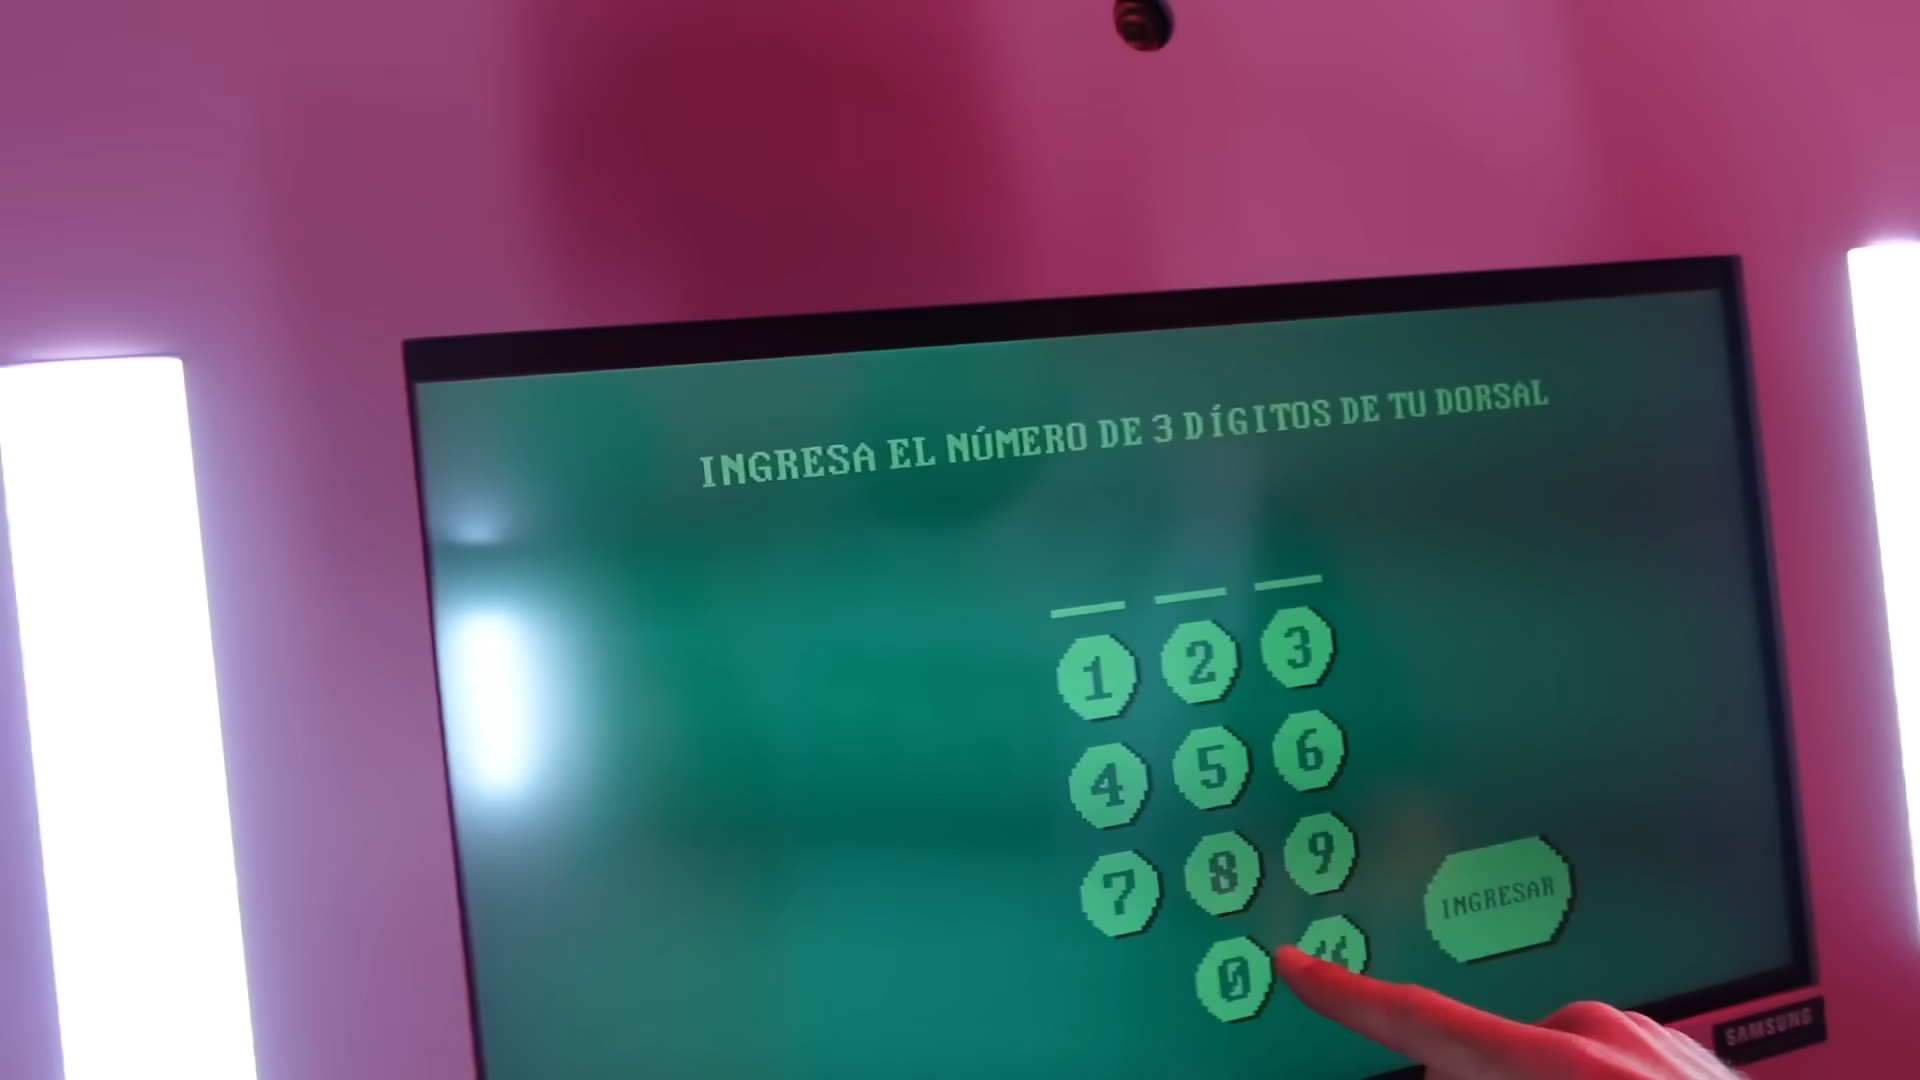 INGRESA EL NÚMERO DE 3 DÍGITOS DE TU DORSAL
1 2 3
4 5 6
7 8 9
0 <<
INGRESAR
SAMSUNG